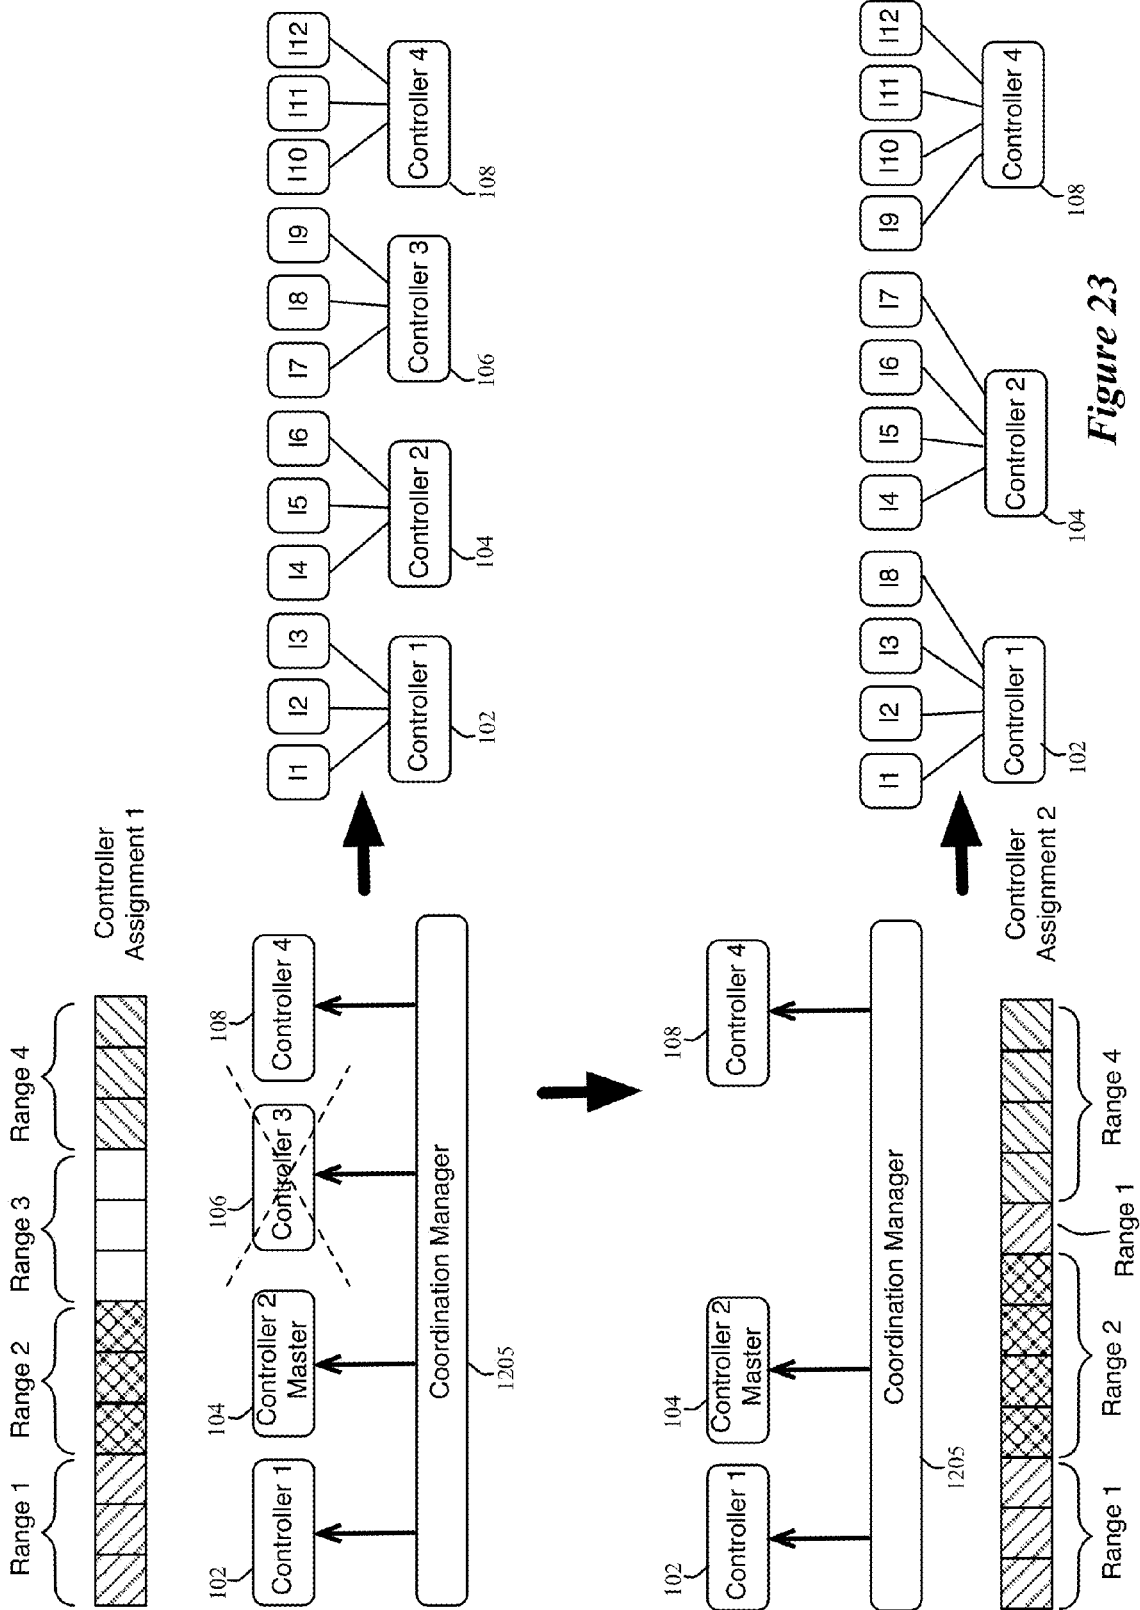 Range 1
Range 2
Range 3
Range 4
Controller
Assignment 1
102
104
106
108
Controller 1
Controller 2
Master
Controller 3
Controller 4
Coordination Manager
1205
I1
I2
I3
I4
I5
I6
I7
I8
I9
I10
I11
I12
Controller 1
Controller 2
Controller 3
Controller 4
102
104
106
108
102
104
108
Controller 1
Controller 2
Master
Controller 4
Coordination Manager
1205
Controller
Assignment 2
Range 1
Range 2
Range 1
Range 4
I1
I2
I3
I8
I4
I5
I6
I7
I9
I10
I11
I12
Controller 1
Controller 2
Controller 4
102
104
108
Figure 23